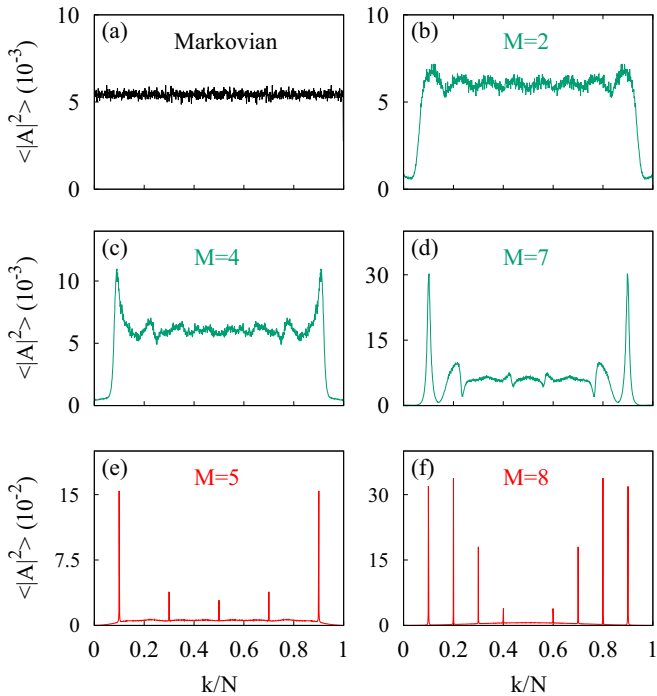 (a) Markovian
(b) M=2
<|A|²> (10⁻³)
10
5
0
10
5
0
(c) M=4
(d) M=7
<|A|²> (10⁻³)
10
5
0
30
15
0
(e) M=5
(f) M=8
<|A|²> (10⁻²)
15
7.5
0
30
15
0
0 0.2 0.4 0.6 0.8 1
0 0.2 0.4 0.6 0.8 1
k/N
k/N